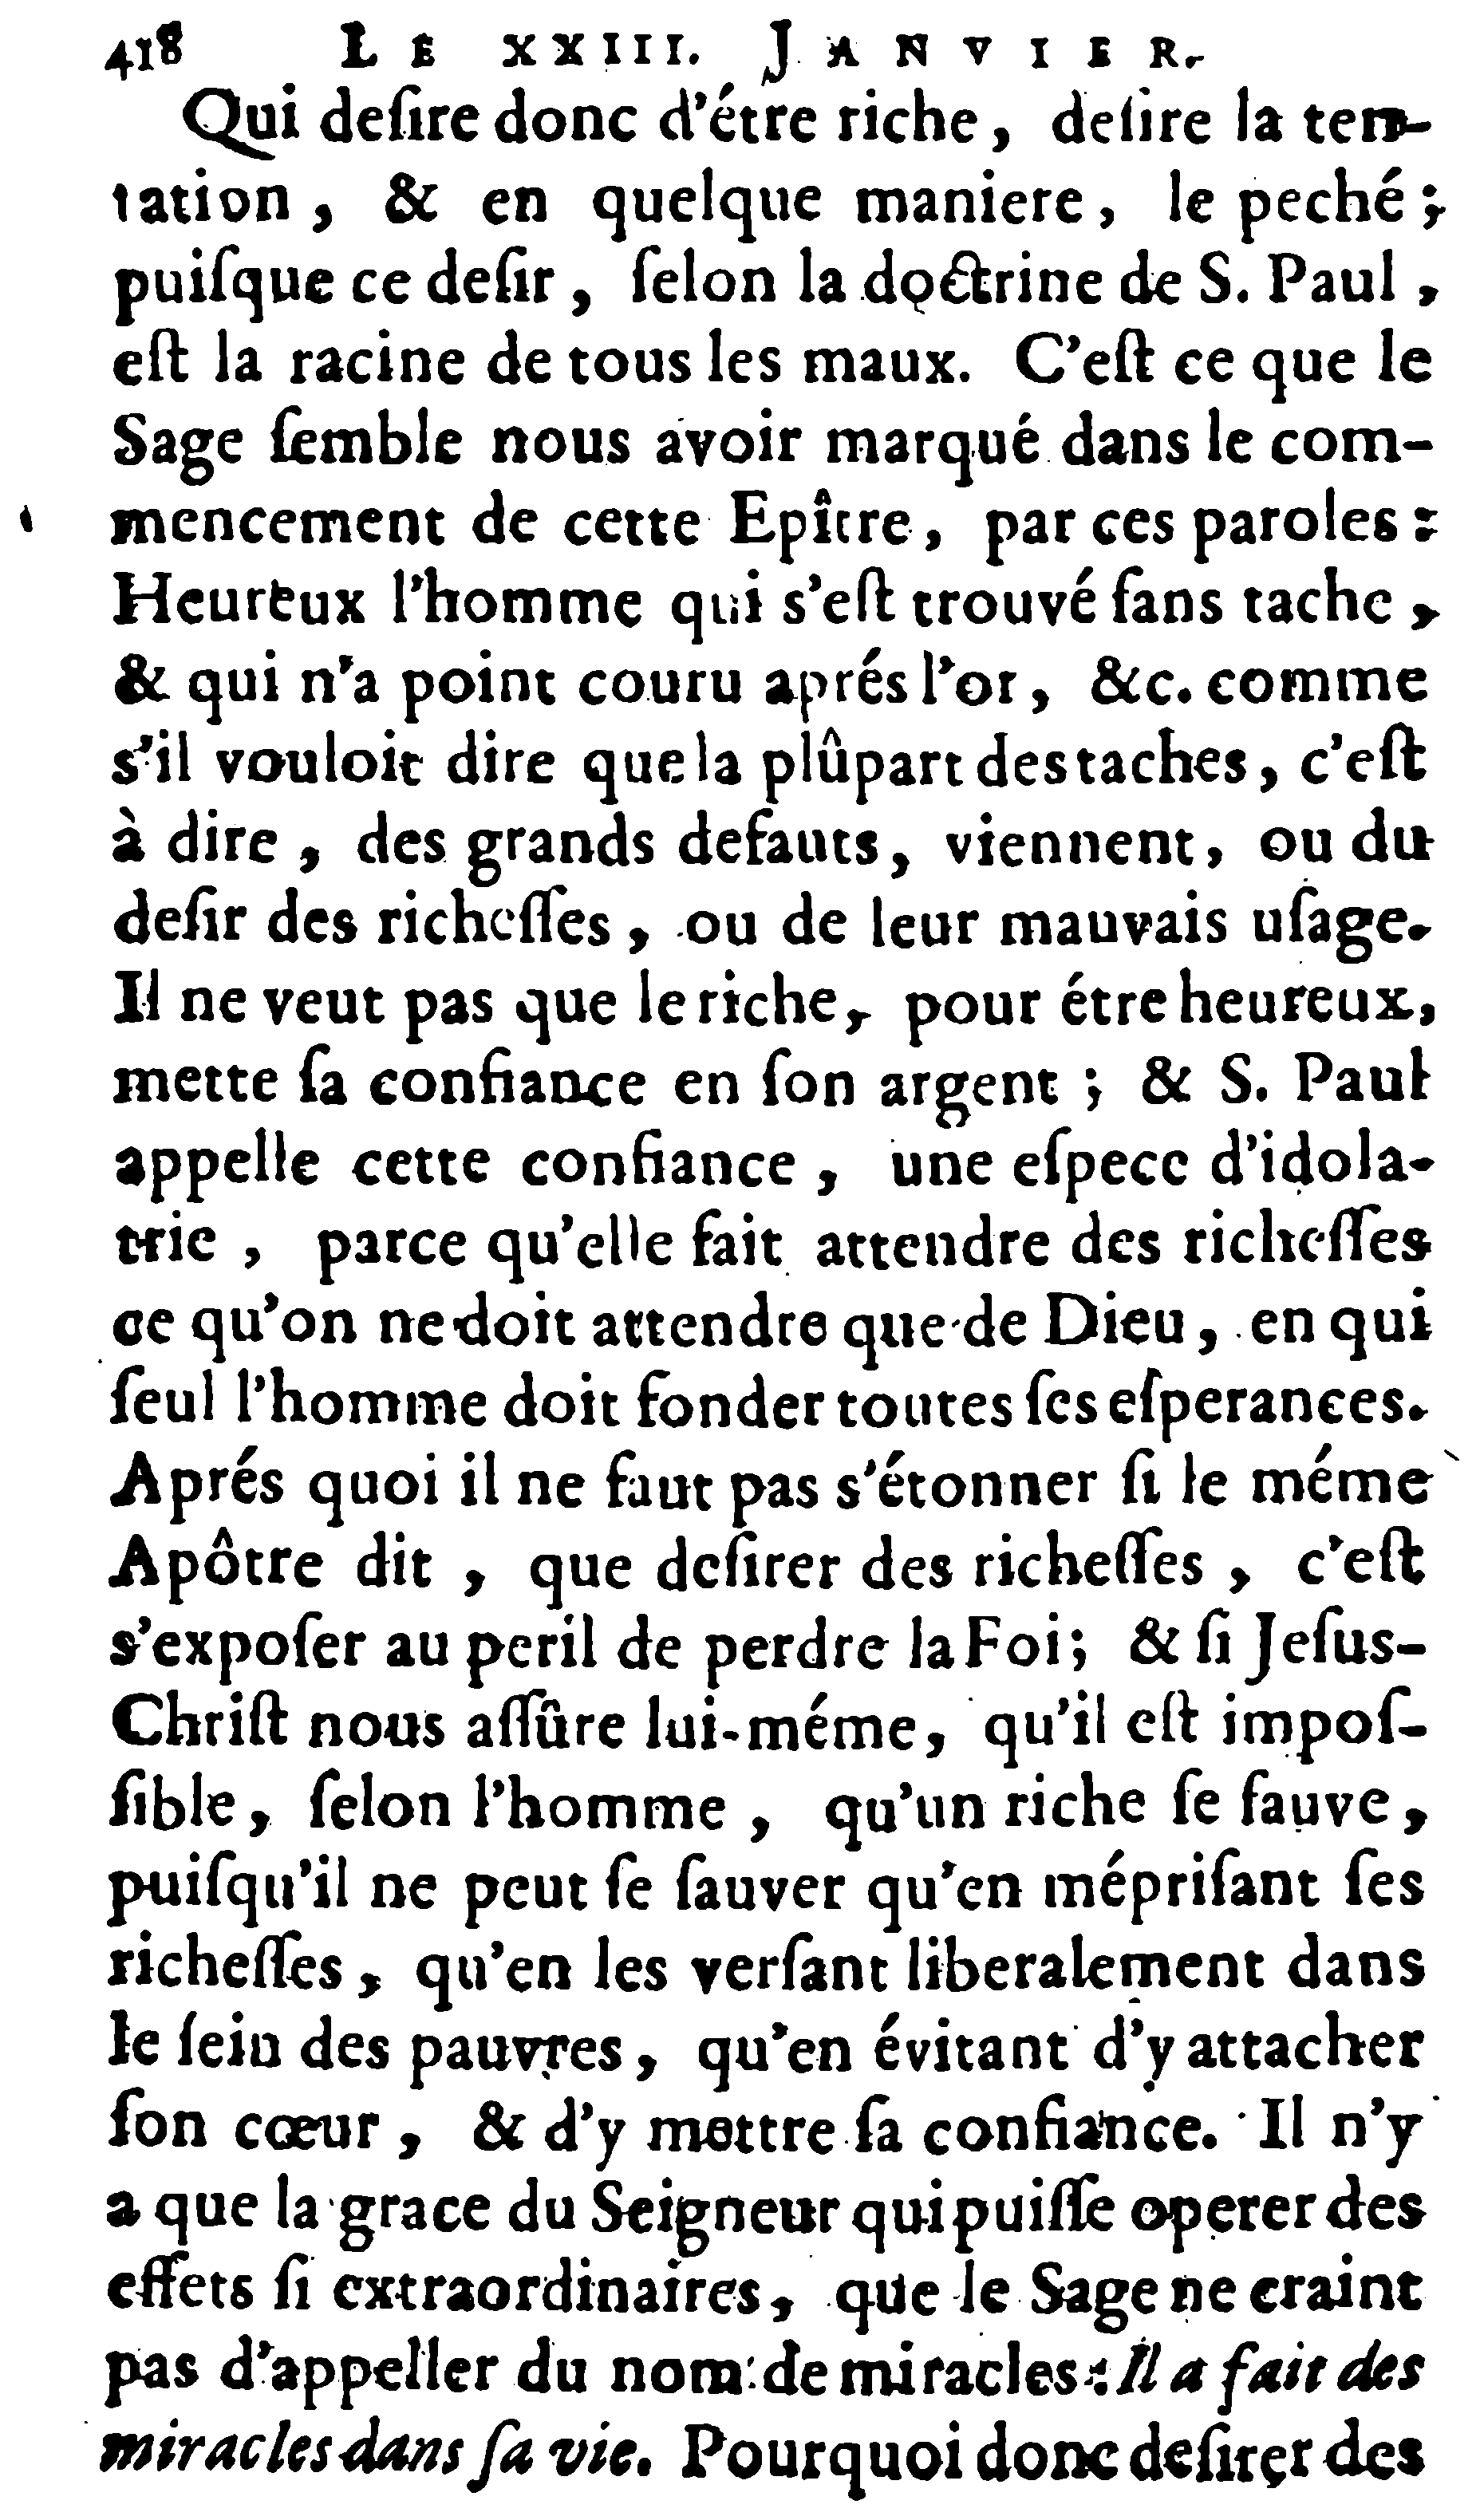 418 LE XXIII. JANVIER.
Qui deſire donc d'étre riche, deſire la ten-
tation, & en quelque maniere, le peché;
puiſque ce deſir, ſelon la doctrine de S. Paul,
eſt la racine de tous les maux. C'eſt ce que le
Sage ſemble nous avoir marqué dans le com-
mencement de cette Epître, par ces paroles:
Heureux l'homme qui s'eſt trouvé ſans tache,
& qui n'a point couru aprés l'or, &c. comme
s'il vouloit dire que la plûpart des taches, c'eſt
à dire, des grands defauts, viennent, ou du
deſir des richeſſes, ou de leur mauvais uſage.
Il ne veut pas que le riche, pour étre heureux,
mette ſa confiance en ſon argent; & S. Paul
appelle cette confiance, une eſpece d'idola-
trie, parce qu'elle fait attendre des richeſſes
ce qu'on ne doit attendre que de Dieu, en qui
ſeul l'homme doit fonder toutes ſes eſperances.
Aprés quoi il ne faut pas s'étonner ſi le méme
Apôtre dit, que deſirer des richeſſes, c'eſt
s'expoſer au peril de perdre la Foi; & ſi Jeſus-
Chriſt nous aſſûre lui-méme, qu'il eſt impoſ-
ſible, ſelon l'homme, qu'un riche ſe ſauve,
puiſqu'il ne peut ſe ſauver qu'en mépriſant ſes
richeſſes, qu'en les verſant liberalement dans
le ſein des pauvres, qu'en évitant d'y attacher
ſon cœur, & d'y mettre ſa confiance. Il n'y
a que la grace du Seigneur qui puiſſe operer des
effets ſi extraordinaires, que le Sage ne craint
pas d'appeller du nom de miracles: Il a fait des
miracles dans ſa vie. Pourquoi donc deſirer des